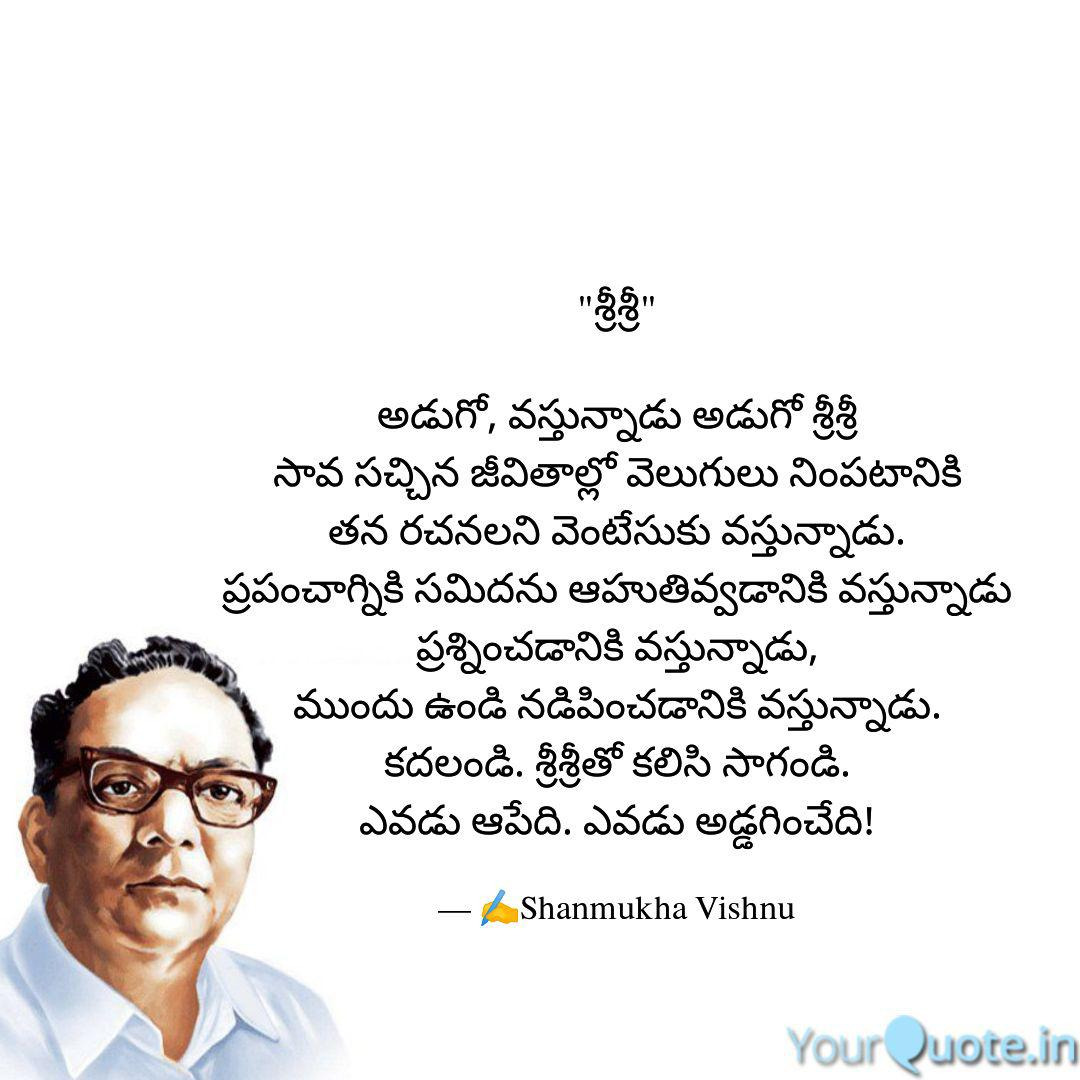 "శ్రీశ్రీ"
అడుగో, వస్తున్నాడు అడుగో శ్రీశ్రీ
సావ సచ్చిన జీవితాల్లో వెలుగులు నింపటానికి
తన రచనలని వెంటేసుకు వస్తున్నాడు.
ప్రపంచాగ్నికి సమిదను ఆహుతివ్వడానికి వస్తున్నాడు
ప్రశ్నించడానికి వస్తున్నాడు,
ముందు ఉండి నడిపించడానికి వస్తున్నాడు.
కదలండి. శ్రీశ్రీతో కలిసి సాగండి.
ఎవడు ఆపేది. ఎవడు అడ్డగించేది!
— ✍️Shanmukha Vishnu
YourQuote.in